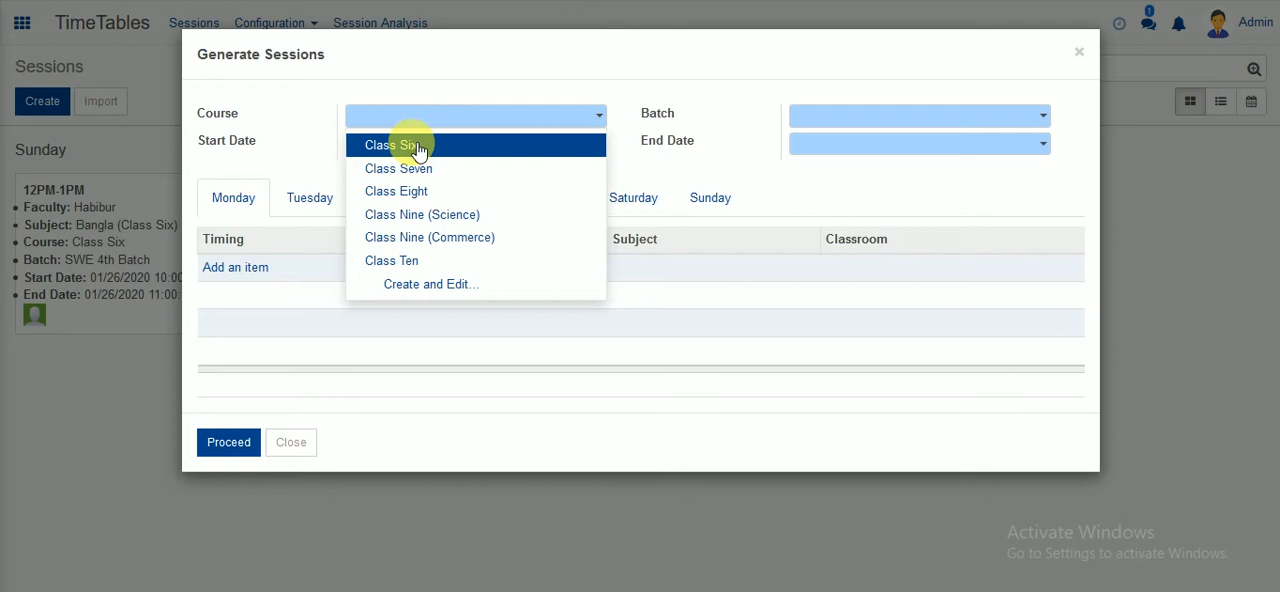 TimeTables Sessions Configuration Session Analysis 1 Admin
Generate Sessions ×
Sessions
Create Import
Course Batch
Start Date End Date
Class Six
Class Seven
Class Eight
Class Nine (Science)
Class Nine (Commerce)
Class Ten
Create and Edit...
Sunday
Monday Tuesday Saturday Sunday
Timing Subject Classroom
Add an item
12PM-1PM
Faculty: Habibur
Subject: Bangla (Class Six)
Course: Class Six
Batch: SWE 4th Batch
Start Date: 01/26/2020 10:00
End Date: 01/26/2020 11:00:
Proceed Close
Activate Windows
Go to Settings to activate Windows.